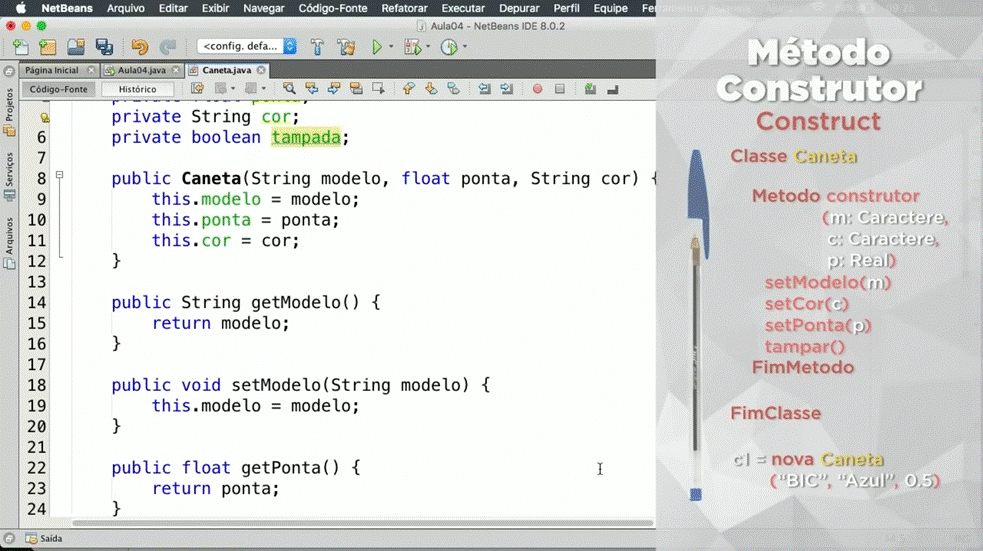 NetBeans Arquivo Editar Exibir Navegar Código-Fonte Refatorar Executar Depurar Perfil Equipe
Aula04 - NetBeans IDE 8.0.2
<config. defa...
Página Inicial Aula04.java Caneta.java
Código-Fonte Histórico
Projetos
Serviços
Arquivos
private float ponta;
private String cor;
6 private boolean tampada;
7
8 public Caneta(String modelo, float ponta, String cor) {
9 this.modelo = modelo;
10 this.ponta = ponta;
11 this.cor = cor;
12 }
13
14 public String getModelo() {
15 return modelo;
16 }
17
18 public void setModelo(String modelo) {
19 this.modelo = modelo;
20 }
21
22 public float getPonta() {
23 return ponta;
24 }
Saída
Método
Construtor
Construct
Classe Caneta
Metodo construtor
(m: Caractere,
c: Caractere,
p: Real)
setModelo(m)
setCor(c)
setPonta(p)
tampar()
FimMetodo
FimClasse
c1 = nova Caneta
("BIC", "Azul", 0.5)